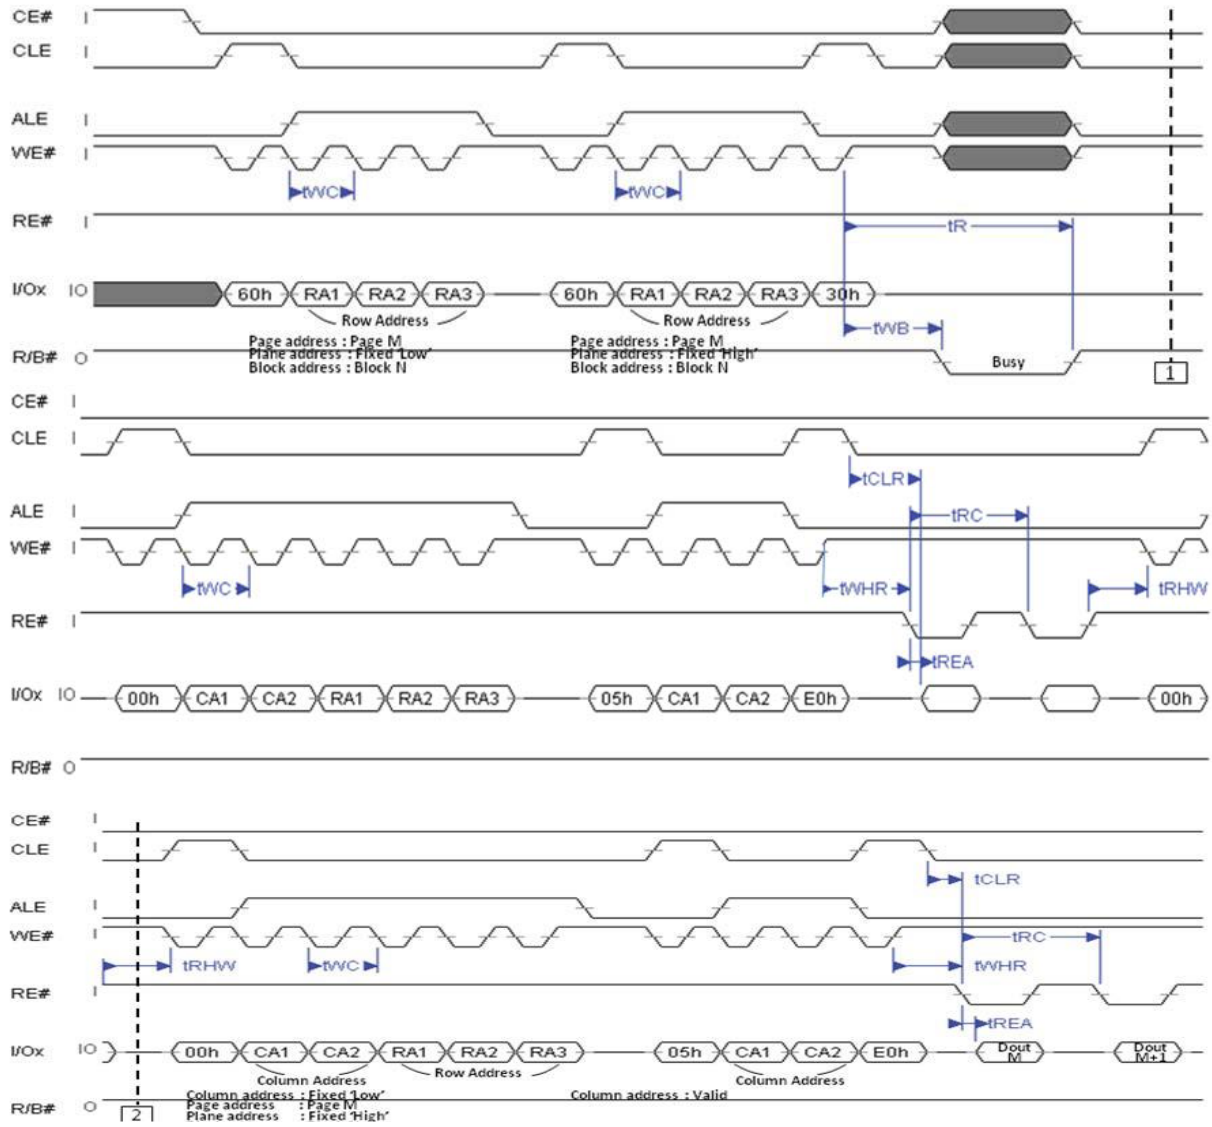 CE# I
CLE I
ALE I
WE# I
tWC tWC
RE# I
tR
I/Ox IO 60h RA1 RA2 RA3 60h RA1 RA2 RA3 30h
Row Address Row Address
tWB
Page address : Page M Page address : Page M
Plane address : Fixed 'Low' Plane address : Fixed 'High'
Block address : Block N Block address : Block N
R/B# O Busy
1
CE# I
CLE I
tCLR
ALE I
tRC
WE# I
tWC tWHR tRHW
RE# I
tREA
I/Ox IO 00h CA1 CA2 RA1 RA2 RA3 05h CA1 CA2 E0h 00h
R/B# O
CE# I
CLE I
tCLR
ALE I
WE# I
tRC
tRHW tWC tWHR
RE# I
tREA
I/Ox IO 00h CA1 CA2 RA1 RA2 RA3 05h CA1 CA2 E0h Dout M Dout M+1
Column Address Row Address Column Address
Column address : Fixed 'Low' Column address : Valid
Page address : Page M
Plane address : Fixed 'High'
R/B# O
2